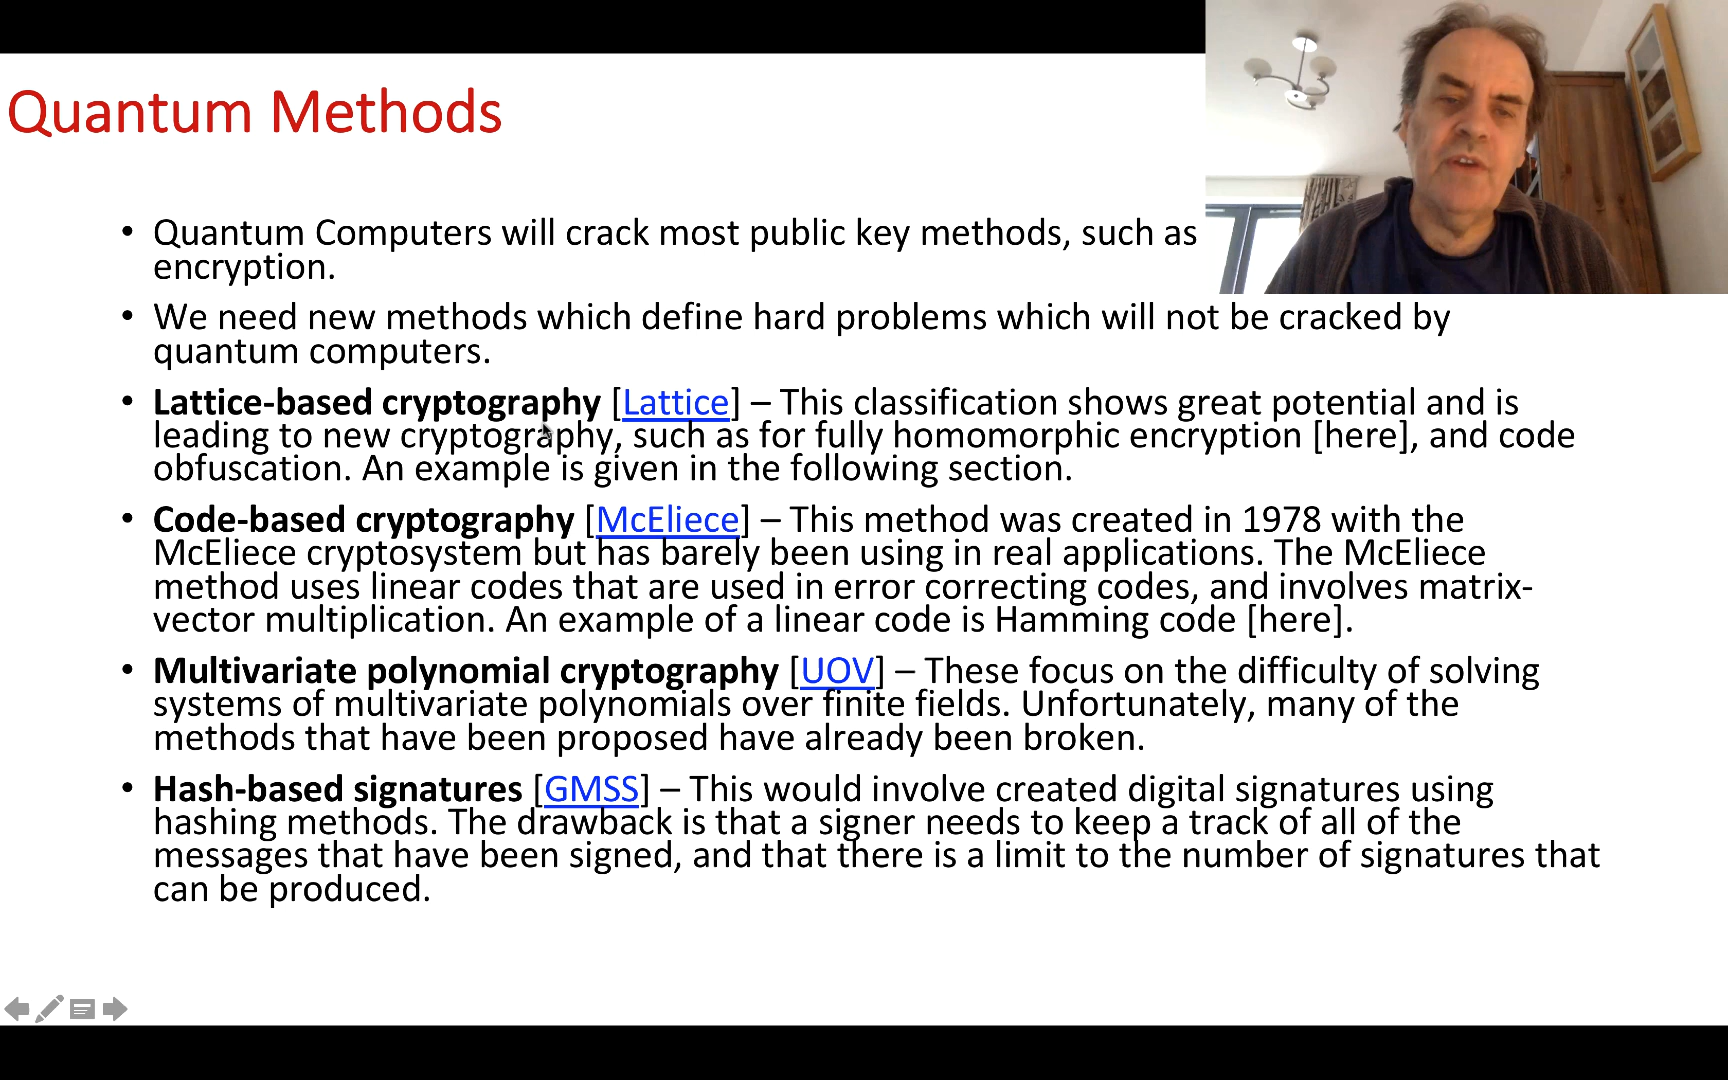 Quantum Methods
• Quantum Computers will crack most public key methods, such as
encryption.
• We need new methods which define hard problems which will not be cracked by
quantum computers.
• Lattice-based cryptography [Lattice] – This classification shows great potential and is
leading to new cryptography, such as for fully homomorphic encryption [here], and code
obfuscation. An example is given in the following section.
• Code-based cryptography [McEliece] – This method was created in 1978 with the
McEliece cryptosystem but has barely been using in real applications. The McEliece
method uses linear codes that are used in error correcting codes, and involves matrix-
vector multiplication. An example of a linear code is Hamming code [here].
• Multivariate polynomial cryptography [UOV] – These focus on the difficulty of solving
systems of multivariate polynomials over finite fields. Unfortunately, many of the
methods that have been proposed have already been broken.
• Hash-based signatures [GMSS] – This would involve created digital signatures using
hashing methods. The drawback is that a signer needs to keep a track of all of the
messages that have been signed, and that there is a limit to the number of signatures that
can be produced.